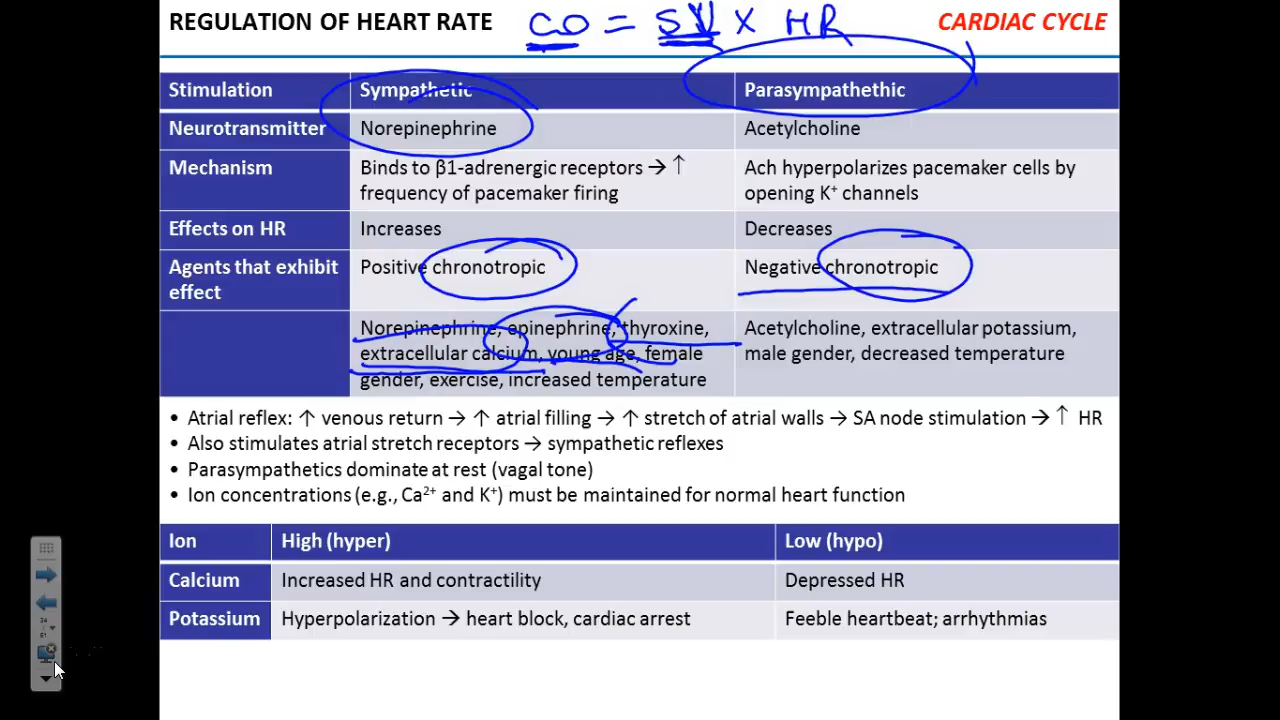 REGULATION OF HEART RATE CO = SV X HR CARDIAC CYCLE
Stimulation Sympathetic Parasympathethic
Neurotransmitter Norepinephrine Acetylcholine
Mechanism Binds to β1-adrenergic receptors → ↑ Ach hyperpolarizes pacemaker cells by
frequency of pacemaker firing opening K⁺ channels
Effects on HR Increases Decreases
Agents that exhibit Positive chronotropic Negative chronotropic
effect
Norepinephrine, epinephrine, thyroxine, Acetylcholine, extracellular potassium,
extracellular calcium, young age, female male gender, decreased temperature
gender, exercise, increased temperature
• Atrial reflex: ↑ venous return → ↑ atrial filling → ↑ stretch of atrial walls → SA node stimulation → ↑ HR
• Also stimulates atrial stretch receptors → sympathetic reflexes
• Parasympathetics dominate at rest (vagal tone)
• Ion concentrations (e.g., Ca²⁺ and K⁺) must be maintained for normal heart function
Ion High (hyper) Low (hypo)
Calcium Increased HR and contractility Depressed HR
Potassium Hyperpolarization → heart block, cardiac arrest Feeble heartbeat; arrhythmias